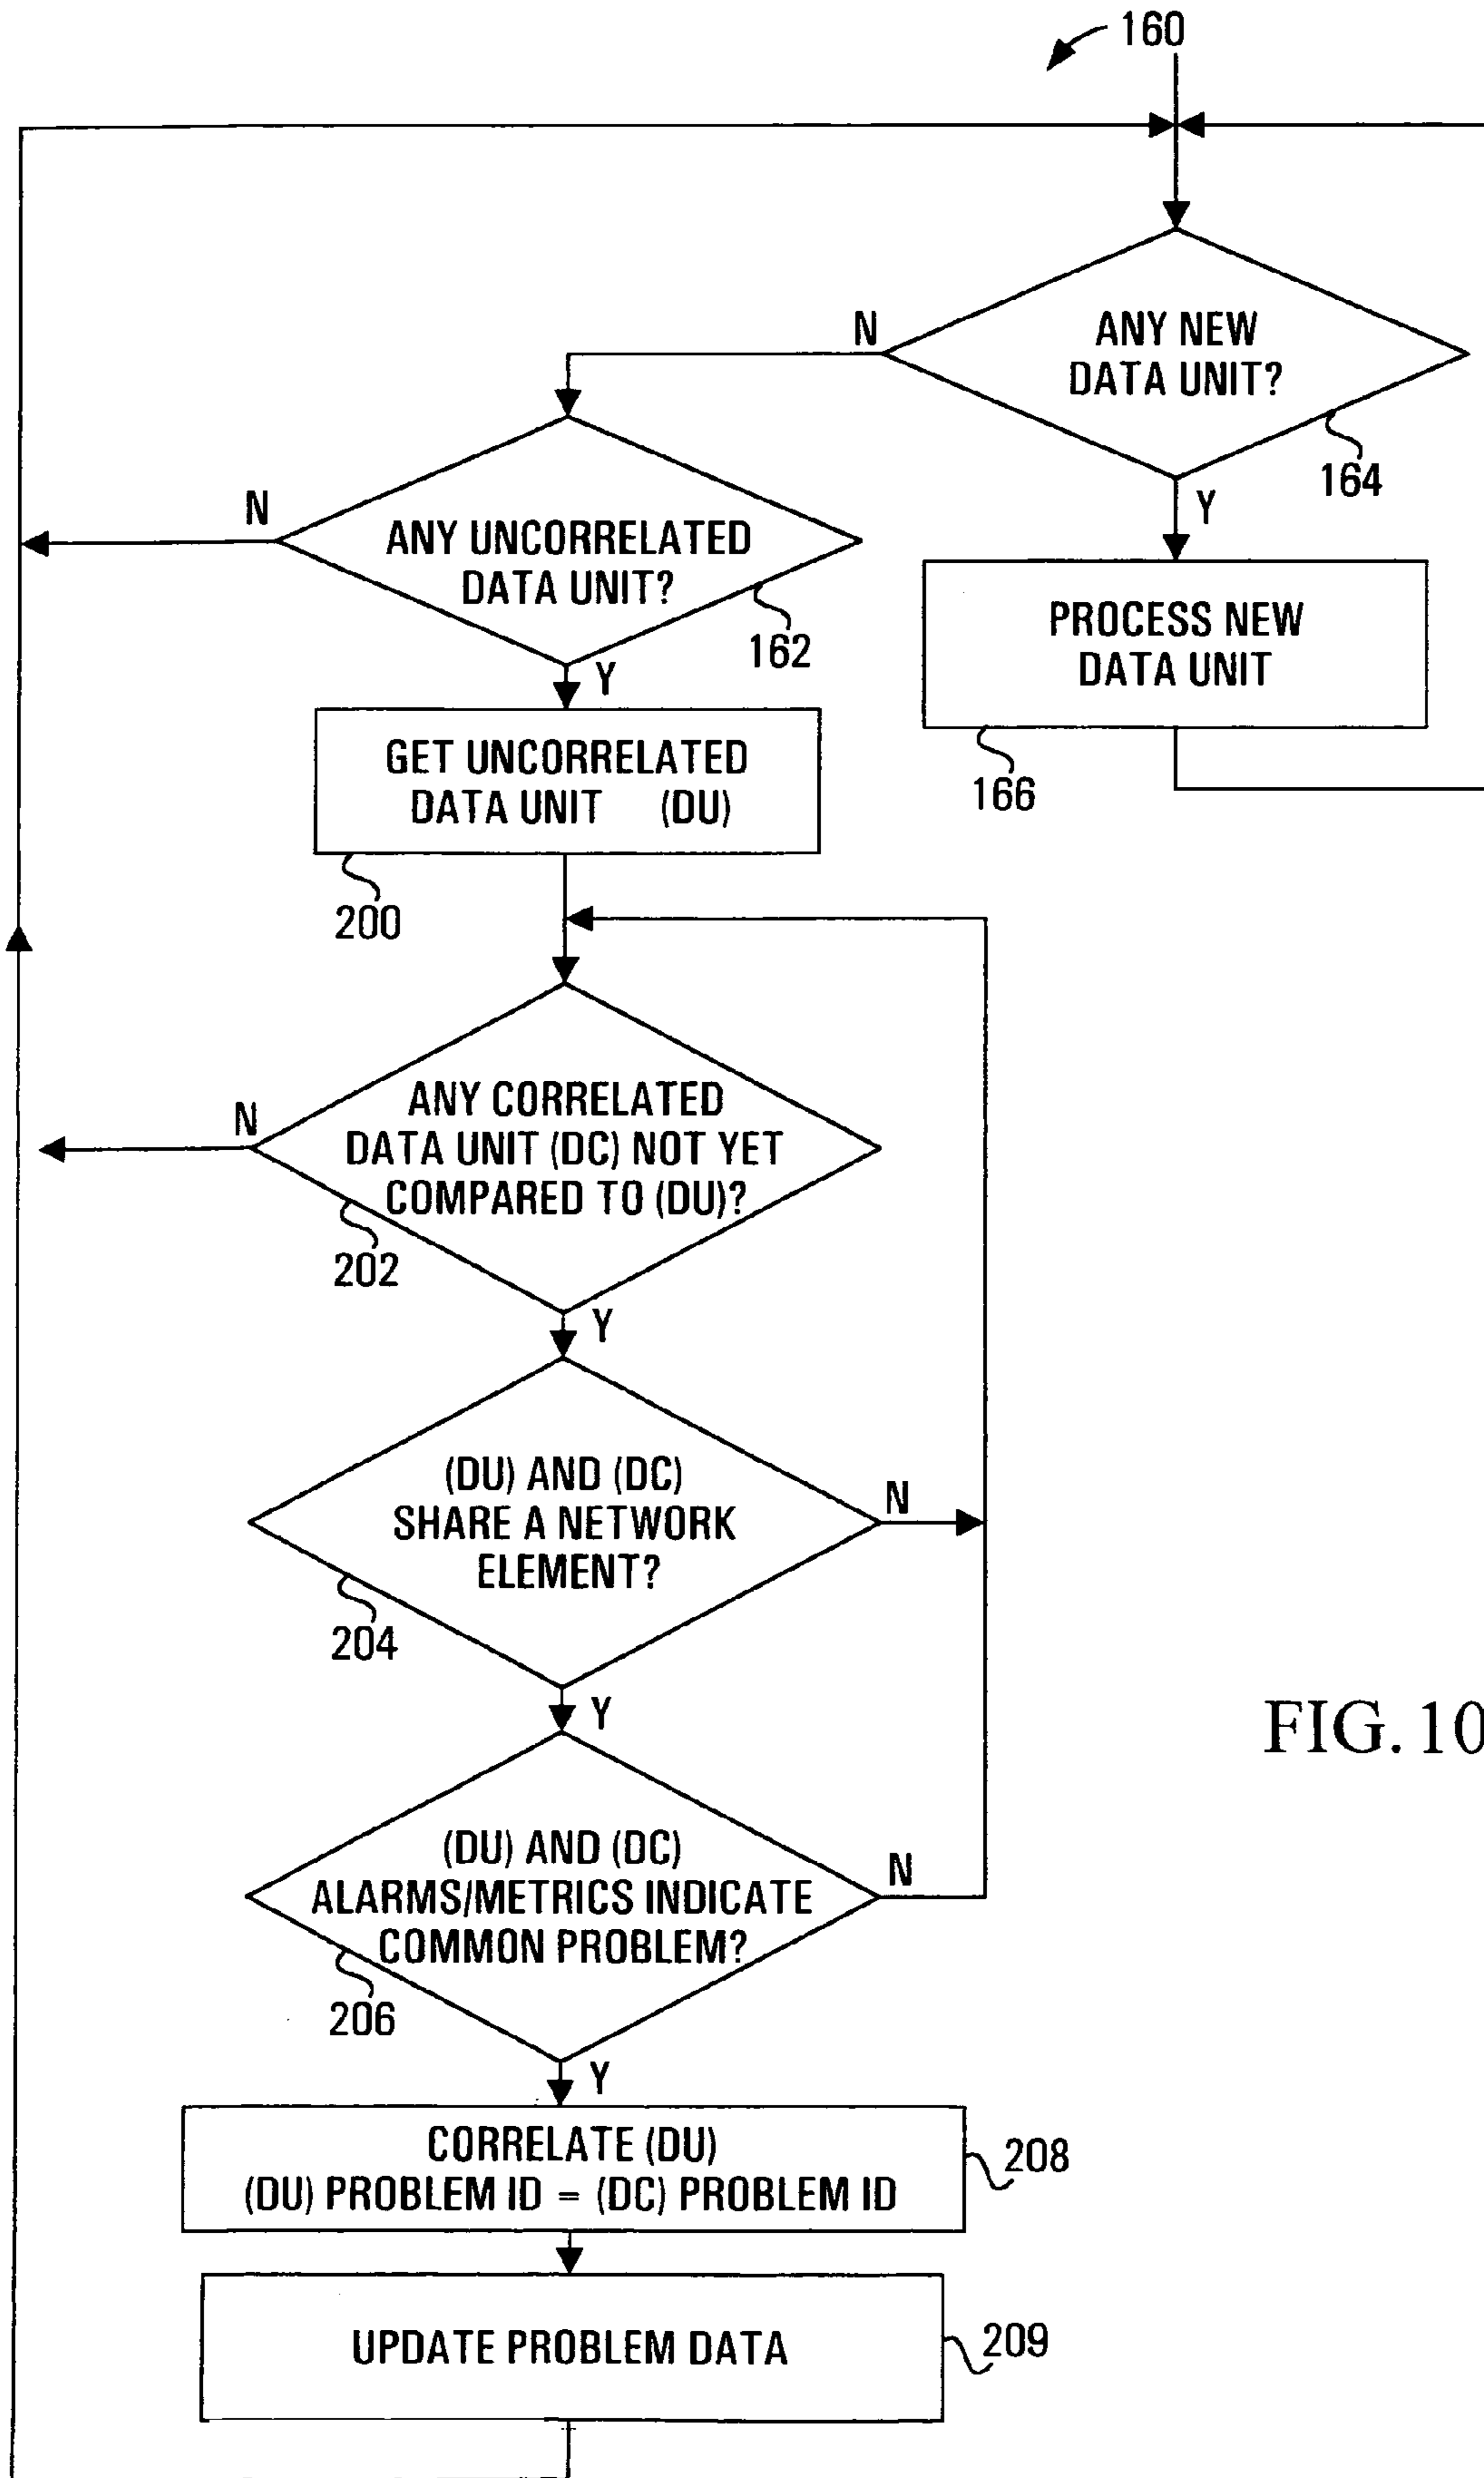 160
ANY NEW
DATA UNIT?
N
164
Y
ANY UNCORRELATED
DATA UNIT?
N
162
Y
PROCESS NEW
DATA UNIT
166
GET UNCORRELATED
DATA UNIT (DU)
200
ANY CORRELATED
DATA UNIT (DC) NOT YET
COMPARED TO (DU)?
N
202
Y
(DU) AND (DC)
SHARE A NETWORK
ELEMENT?
N
204
Y
(DU) AND (DC)
ALARMS/METRICS INDICATE
COMMON PROBLEM?
N
206
Y
CORRELATE (DU)
(DU) PROBLEM ID = (DC) PROBLEM ID
208
UPDATE PROBLEM DATA
209
FIG. 10